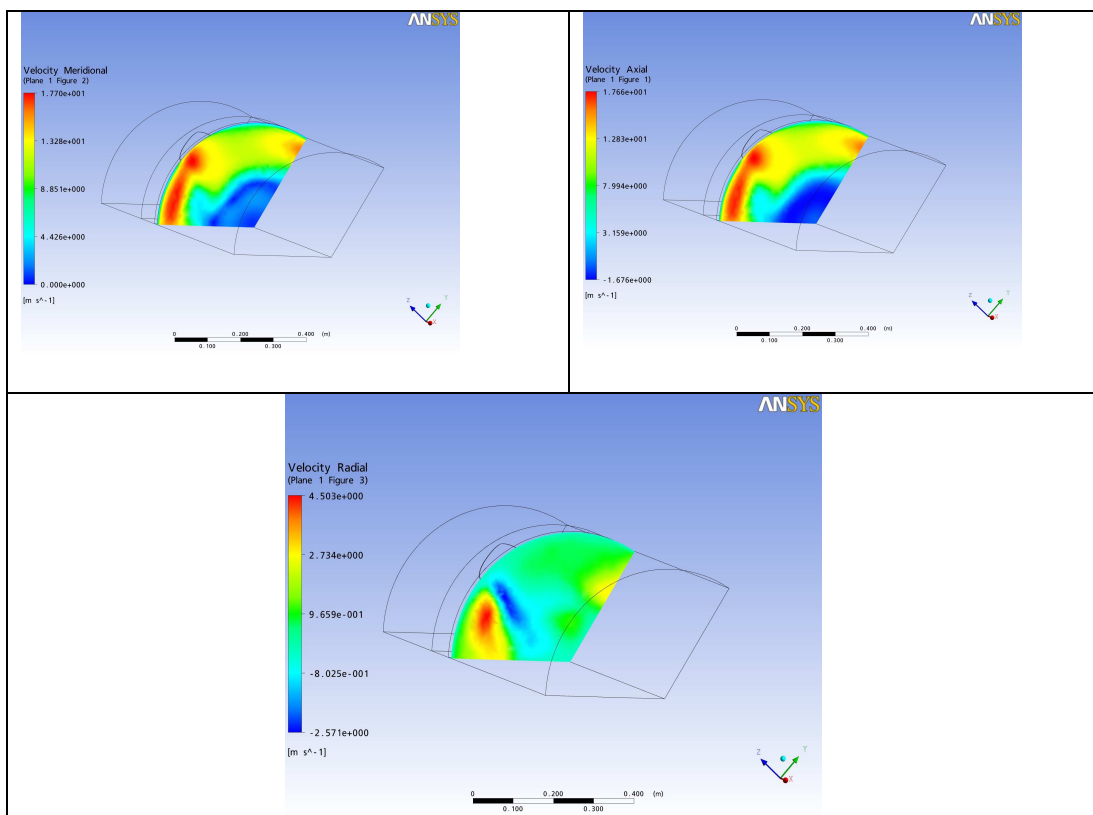 ANSYS
Velocity Meridional
(Plane 1 Figure 2)
1.770e+001
1.328e+001
8.851e+000
4.426e+000
0.000e+000
[m s^-1]
Z
Y
X
0 0.200 0.400 (m)
0.100 0.300
ANSYS
Velocity Axial
(Plane 1 Figure 1)
1.766e+001
1.283e+001
7.994e+000
3.159e+000
-1.676e+000
[m s^-1]
Z
Y
X
0 0.200 0.400 (m)
0.100 0.300
ANSYS
Velocity Radial
(Plane 1 Figure 3)
4.503e+000
2.734e+000
9.659e-001
-8.025e-001
-2.571e+000
[m s^-1]
Z
Y
X
0 0.200 0.400 (m)
0.100 0.300